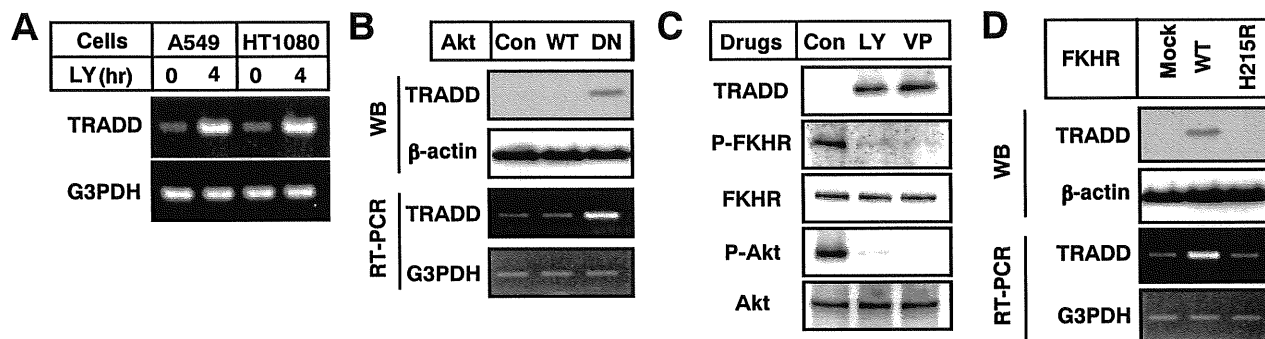 A
Cells A549 HT1080
LY (hr) 0 4 0 4
TRADD
G3PDH
B
Akt Con WT DN
WB
TRADD
β-actin
RT-PCR
TRADD
G3PDH
C
Drugs Con LY VP
TRADD
P-FKHR
FKHR
P-Akt
Akt
D
FKHR Mock WT H215R
WB
TRADD
β-actin
RT-PCR
TRADD
G3PDH